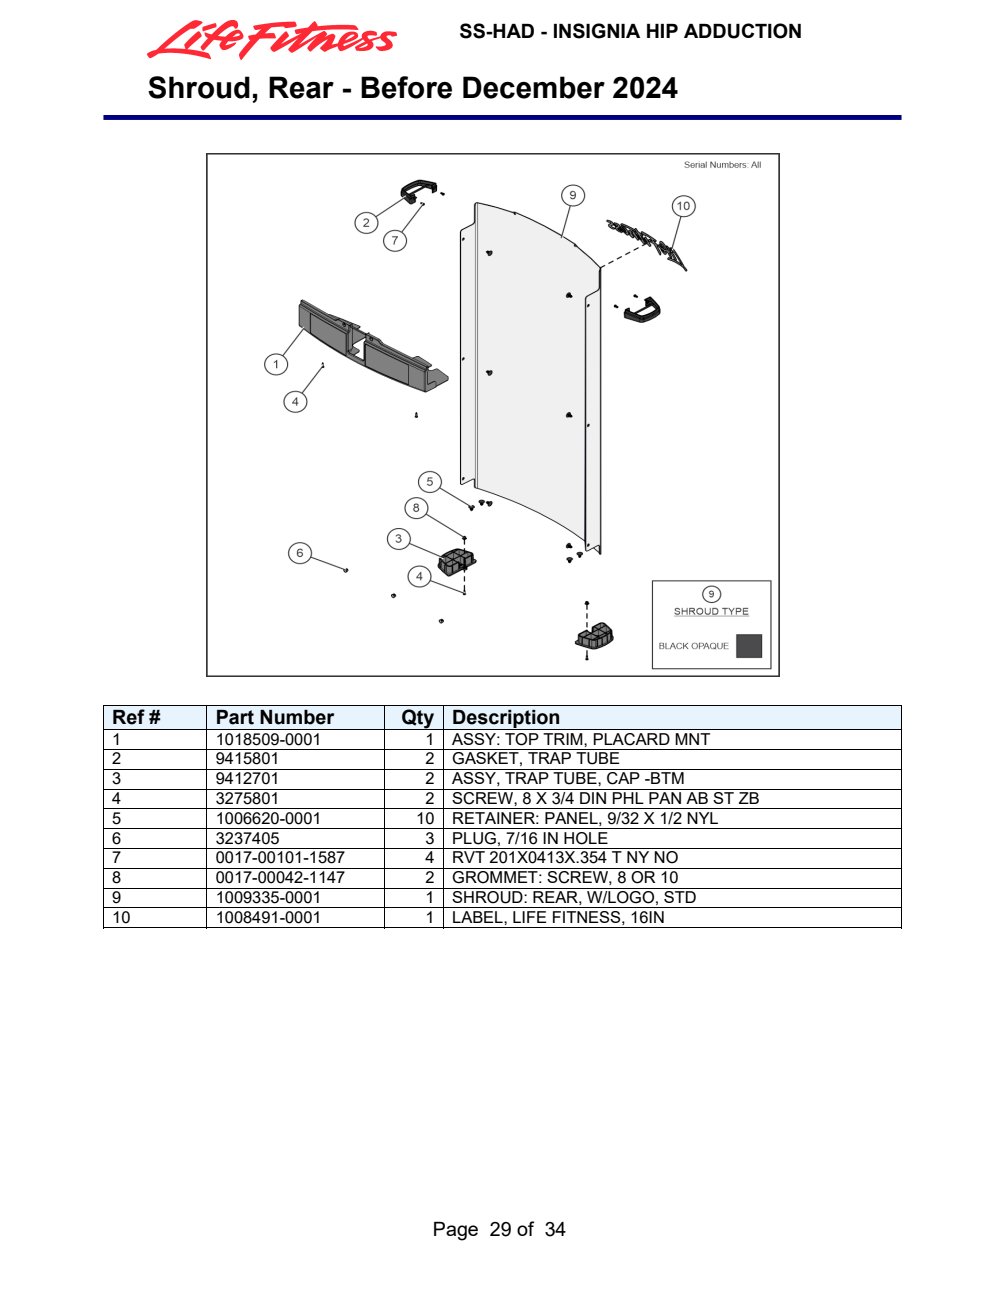 Life Fitness
SS-HAD - INSIGNIA HIP ADDUCTION
Shroud, Rear - Before December 2024
Serial Numbers: All
9
10
2
7
1
4
5
8
3
6
4
9
SHROUD TYPE
BLACK OPAQUE
Ref # Part Number Qty Description
1 1018509-0001 1 ASSY: TOP TRIM, PLACARD MNT
2 9415801 2 GASKET, TRAP TUBE
3 9412701 2 ASSY, TRAP TUBE, CAP -BTM
4 3275801 2 SCREW, 8 X 3/4 DIN PHL PAN AB ST ZB
5 1006620-0001 10 RETAINER: PANEL, 9/32 X 1/2 NYL
6 3237405 3 PLUG, 7/16 IN HOLE
7 0017-00101-1587 4 RVT 201X0413X.354 T NY NO
8 0017-00042-1147 2 GROMMET: SCREW, 8 OR 10
9 1009335-0001 1 SHROUD: REAR, W/LOGO, STD
10 1008491-0001 1 LABEL, LIFE FITNESS, 16IN
Page 29 of 34